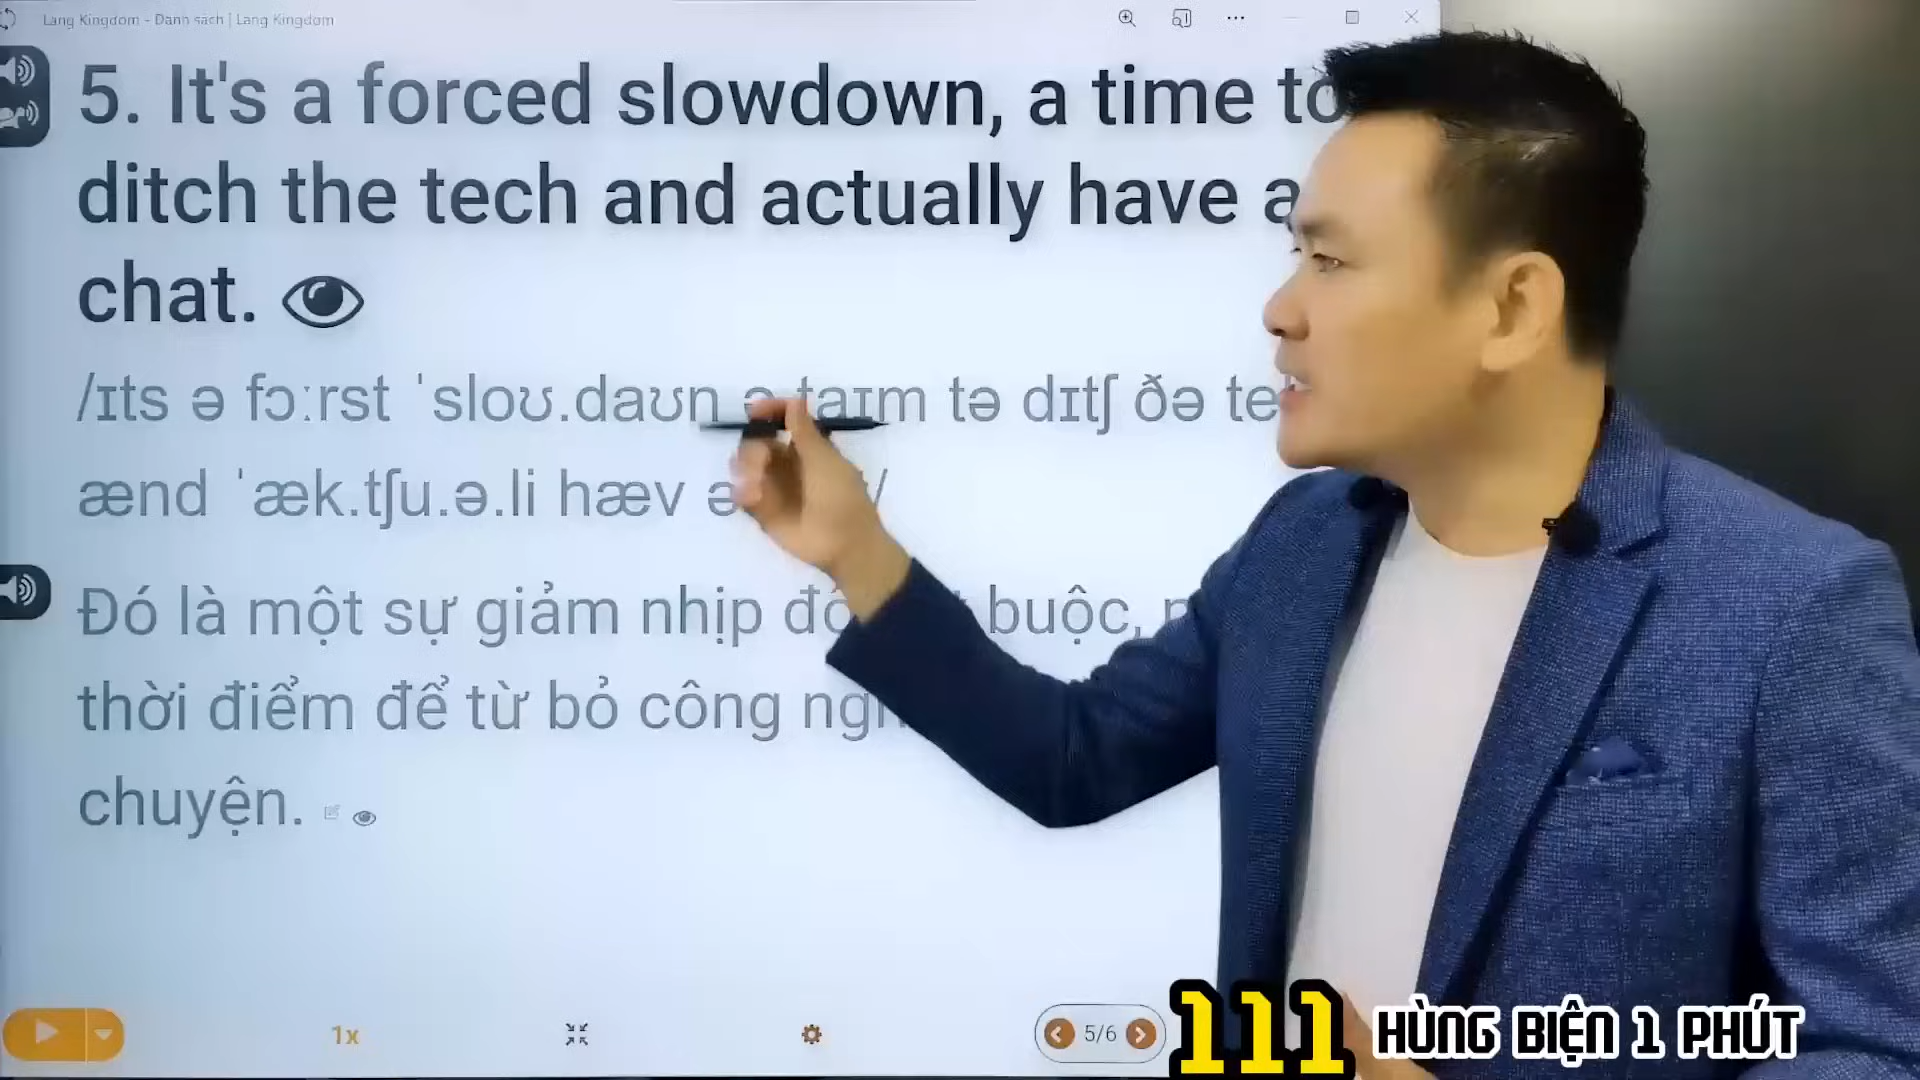 Lang Kingdom - Danh sách | Lang Kingdom
5. It's a forced slowdown, a time to
ditch the tech and actually have a
chat.
/ɪts ə fɔːrst ˈsloʊ.daʊn ə taɪm tə dɪtʃ ðə
ænd ˈæk.tʃu.ə.li hæv
Đó là một sự giảm nhịp buộc,
thời điểm để từ bỏ công
chuyện.
1x
5/6
111 HÙNG BIỆN 1 PHÚT